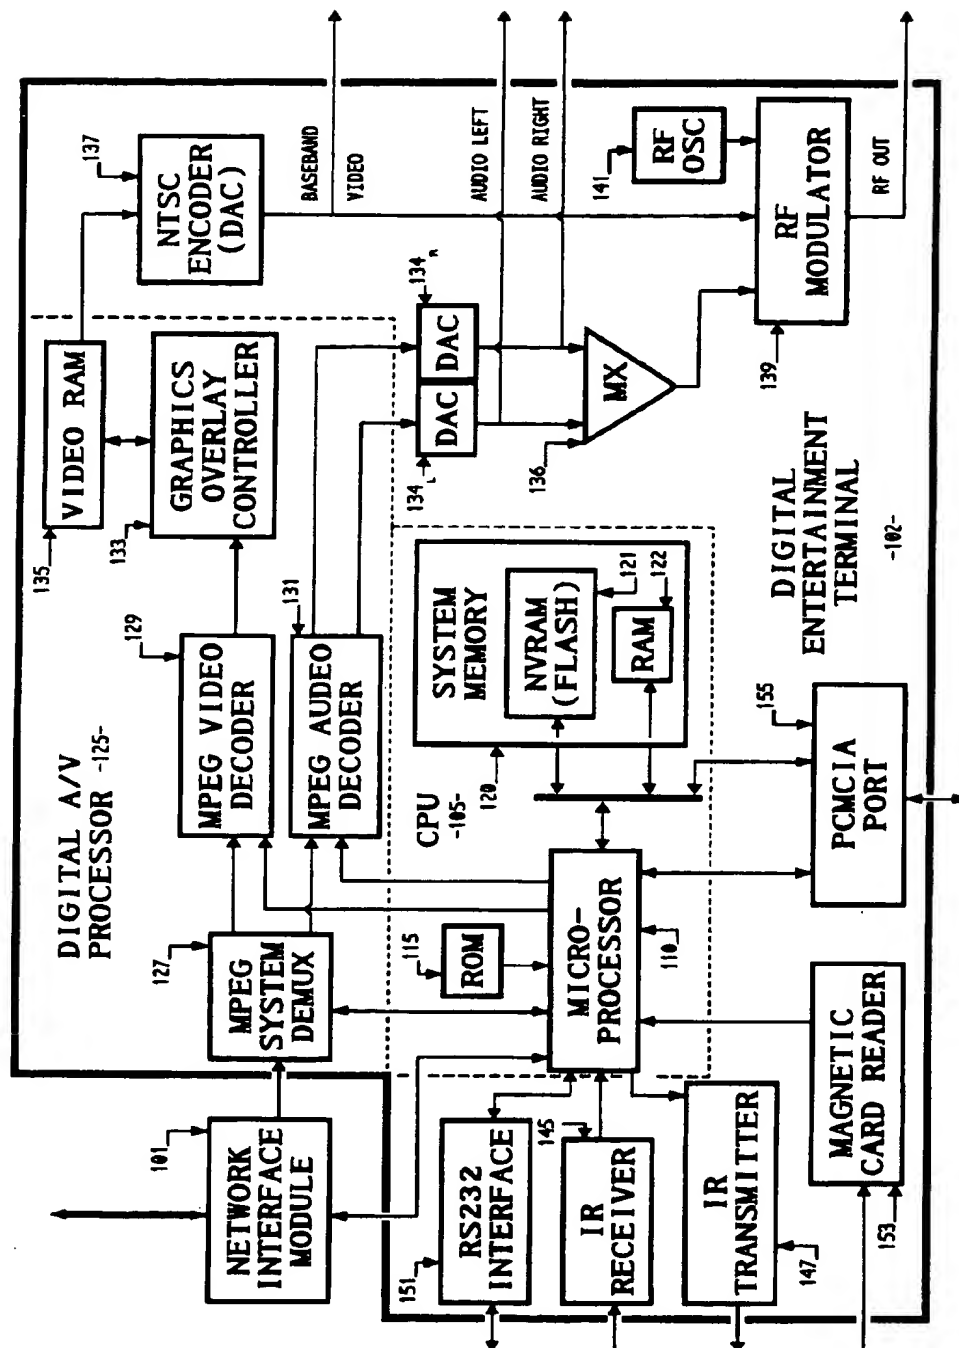 DIGITAL A/V
PROCESSOR -125-
127
MPEG
SYSTEM
DEMUX
101
NETWORK
INTERFACE
MODULE
129
MPEG VIDEO
DECODER
131
MPEG AUDEO
DECODER
135
VIDEO RAM
133
GRAPHICS
OVERLAY
CONTROLLER
137
NTSC
ENCODER
(DAC)
BASEBAND
VIDEO
AUDIO LEFT
AUDIO RIGHT
134 R
134 L
DAC
DAC
136
MX
141
RF
OSC
139
RF
MODULATOR
RF OUT
CPU
-105-
120
SYSTEM
MEMORY
NVRAM
(FLASH)
121
RAM
122
115
ROM
MICRO-
PROCESSOR
110
151
RS232
INTERFACE
145
IR
RECEIVER
IR
TRANSMITTER
147
MAGNETIC
CARD READER
153
PCMCIA
PORT
155
DIGITAL
ENTERTAINMENT
TERMINAL
-102-